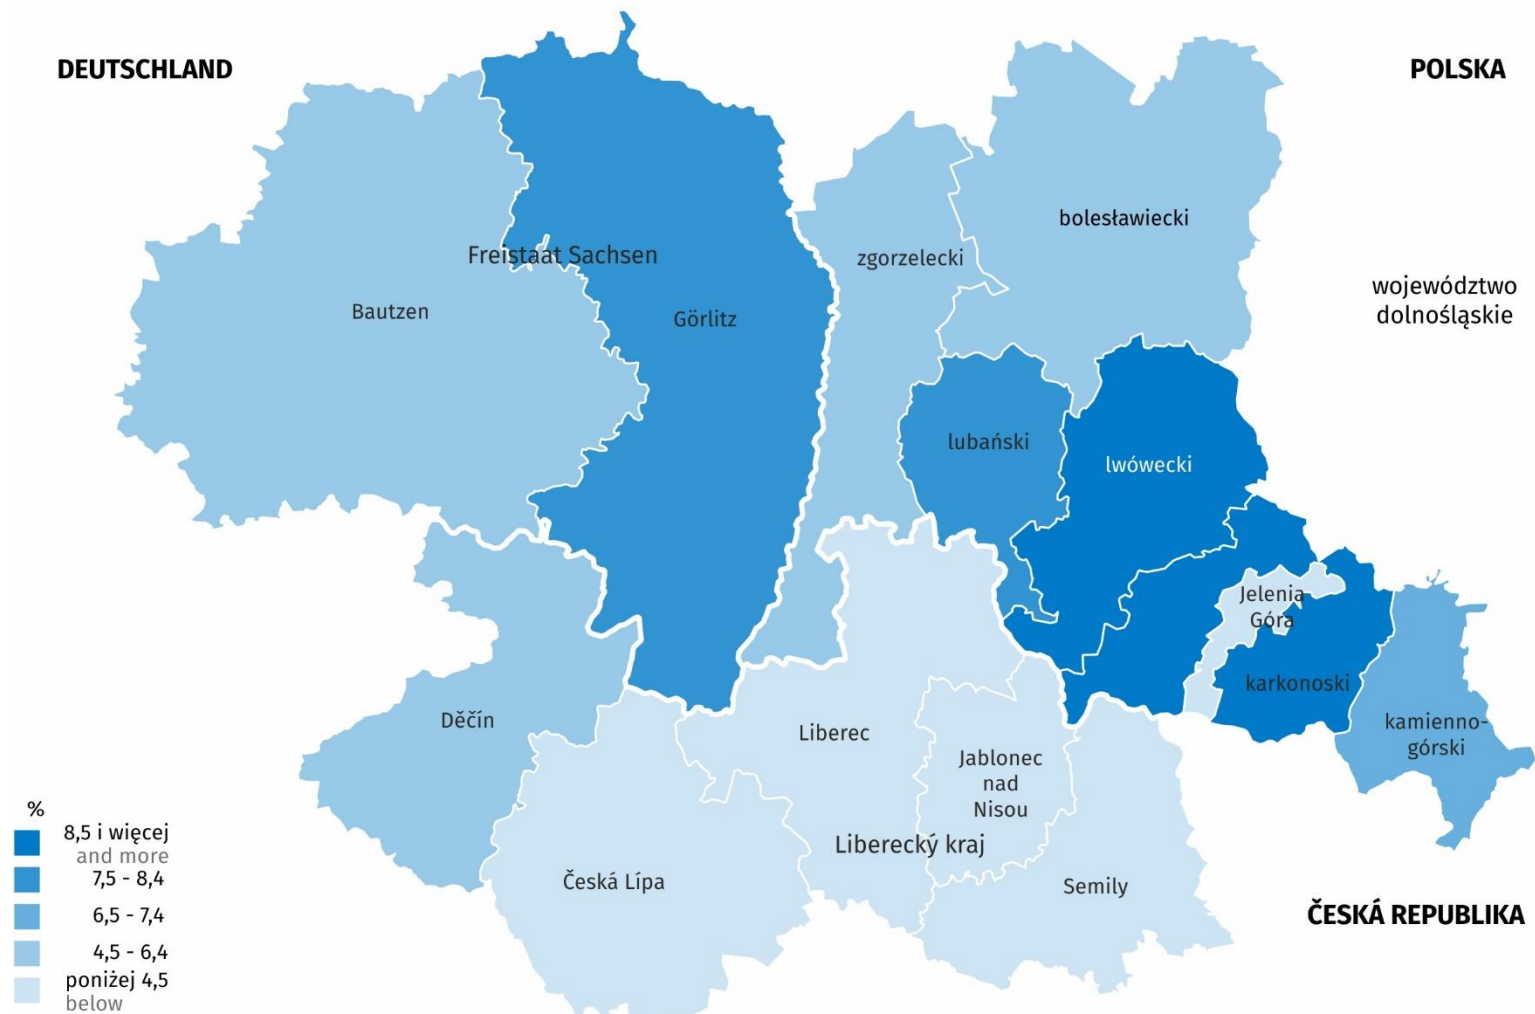 DEUTSCHLAND
POLSKA
bolesławiecki
Freistaat Sachsen
zgorzelecki
województwo
dolnośląskie
Bautzen
Görlitz
lubański
lwówecki
Jelenia
Góra
karkonoski
Děčín
Liberec
kamienno-
górski
Jablonec
nad
Nisou
Liberecký kraj
Česká Lípa
Semily
ČESKÁ REPUBLIKA
%
8,5 i więcej
and more
7,5 - 8,4
6,5 - 7,4
4,5 - 6,4
poniżej 4,5
below